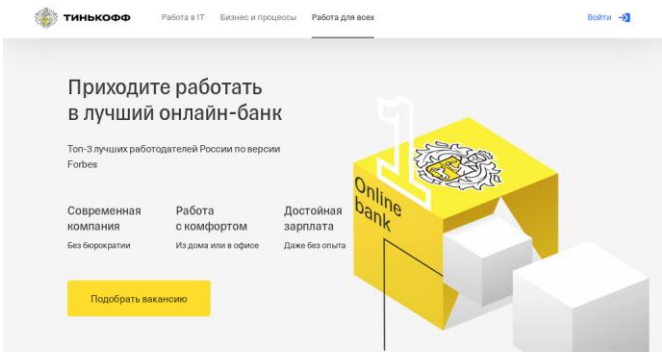 ТИНЬКОФФ
Работа в IT
Бизнес и процессы
Работа для всех
Войти
Приходите работать
в лучший онлайн-банк
Топ-3 лучших работодателей России по версии
Forbes
Современная
компания
Без бюрократии
Работа
с комфортом
Из дома или в офисе
Достойная
зарплата
Даже без опыта
Подобрать вакансию
1
Online
bank